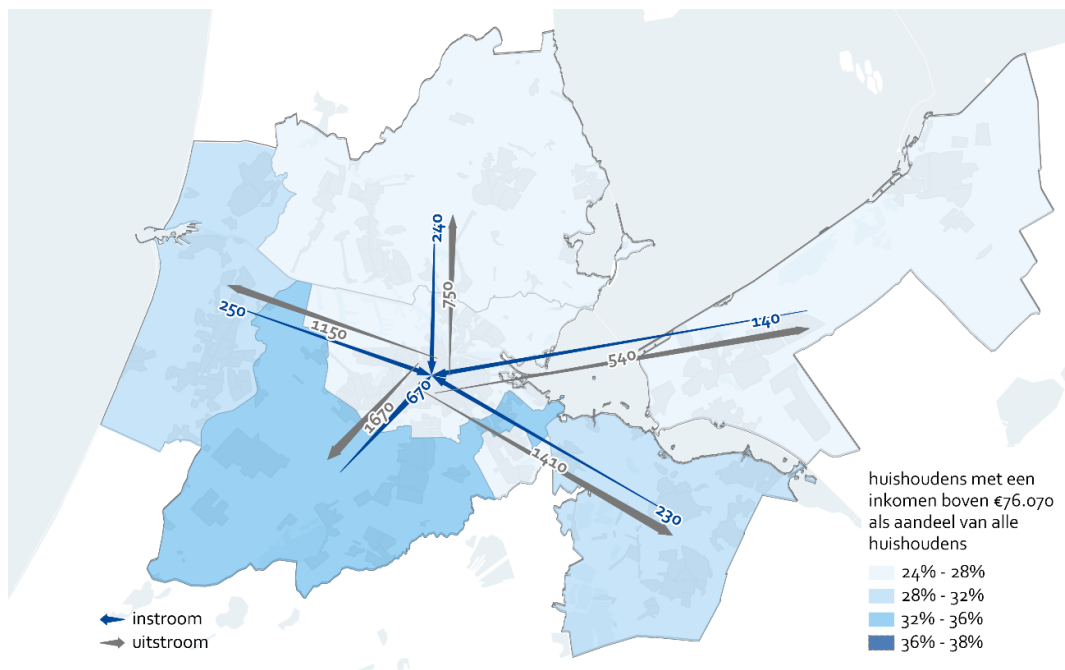 240
750
250
1150
140
540
670
1670
1410
230
huishoudens met een
inkomen boven €76.070
als aandeel van alle
huishoudens
24% - 28%
28% - 32%
32% - 36%
36% - 38%
instroom
uitstroom